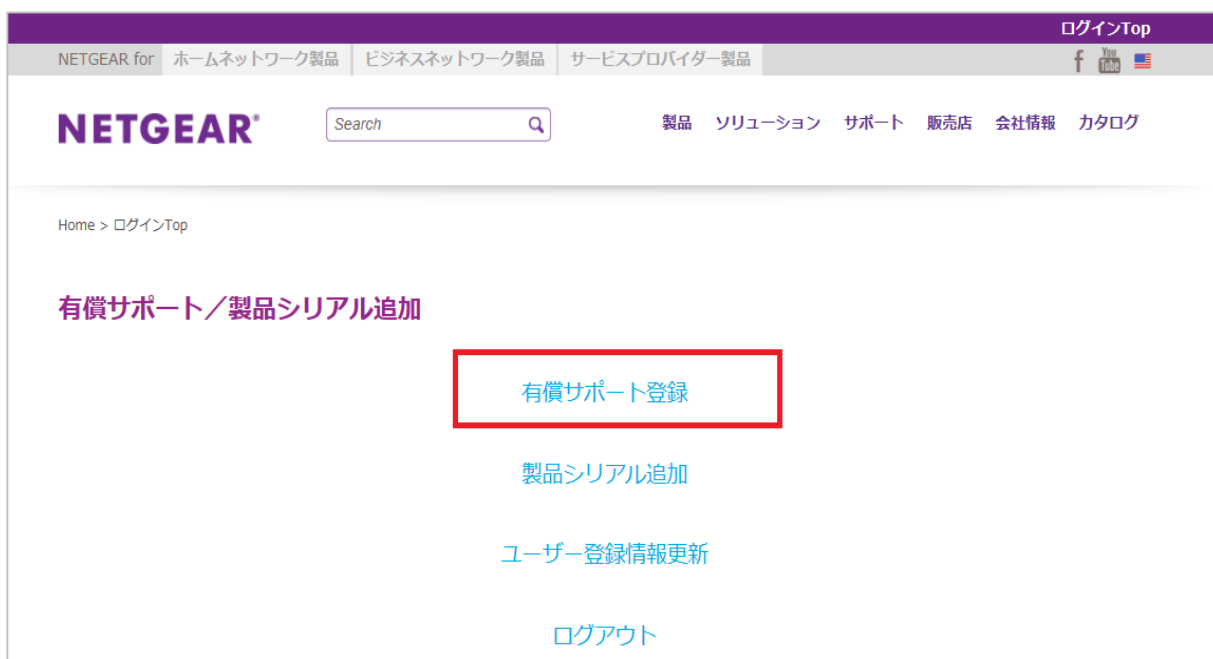 ログインTop
NETGEAR for ホームネットワーク製品 ビジネスネットワーク製品 サービスプロバイダー製品 f You Tube
NETGEAR® Search 製品 ソリューション サポート 販売店 会社情報 カタログ
Home > ログインTop
有償サポート／製品シリアル追加
有償サポート登録
製品シリアル追加
ユーザー登録情報更新
ログアウト